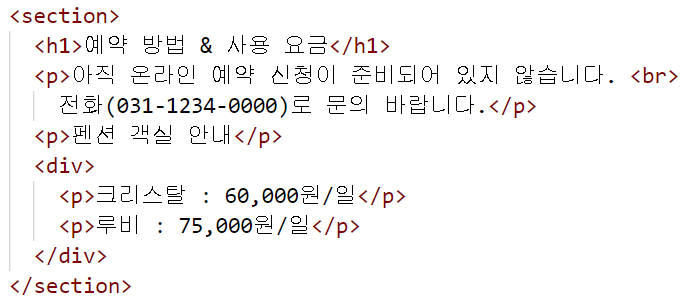 <section>
<h1>예약 방법 & 사용 요금</h1>
<p>아직 온라인 예약 신청이 준비되어 있지 않습니다. <br>
전화(031-1234-0000)로 문의 바랍니다.</p>
<p>펜션 객실 안내</p>
<div>
<p>크리스탈 : 60,000원/일</p>
<p>루비 : 75,000원/일</p>
</div>
</section>